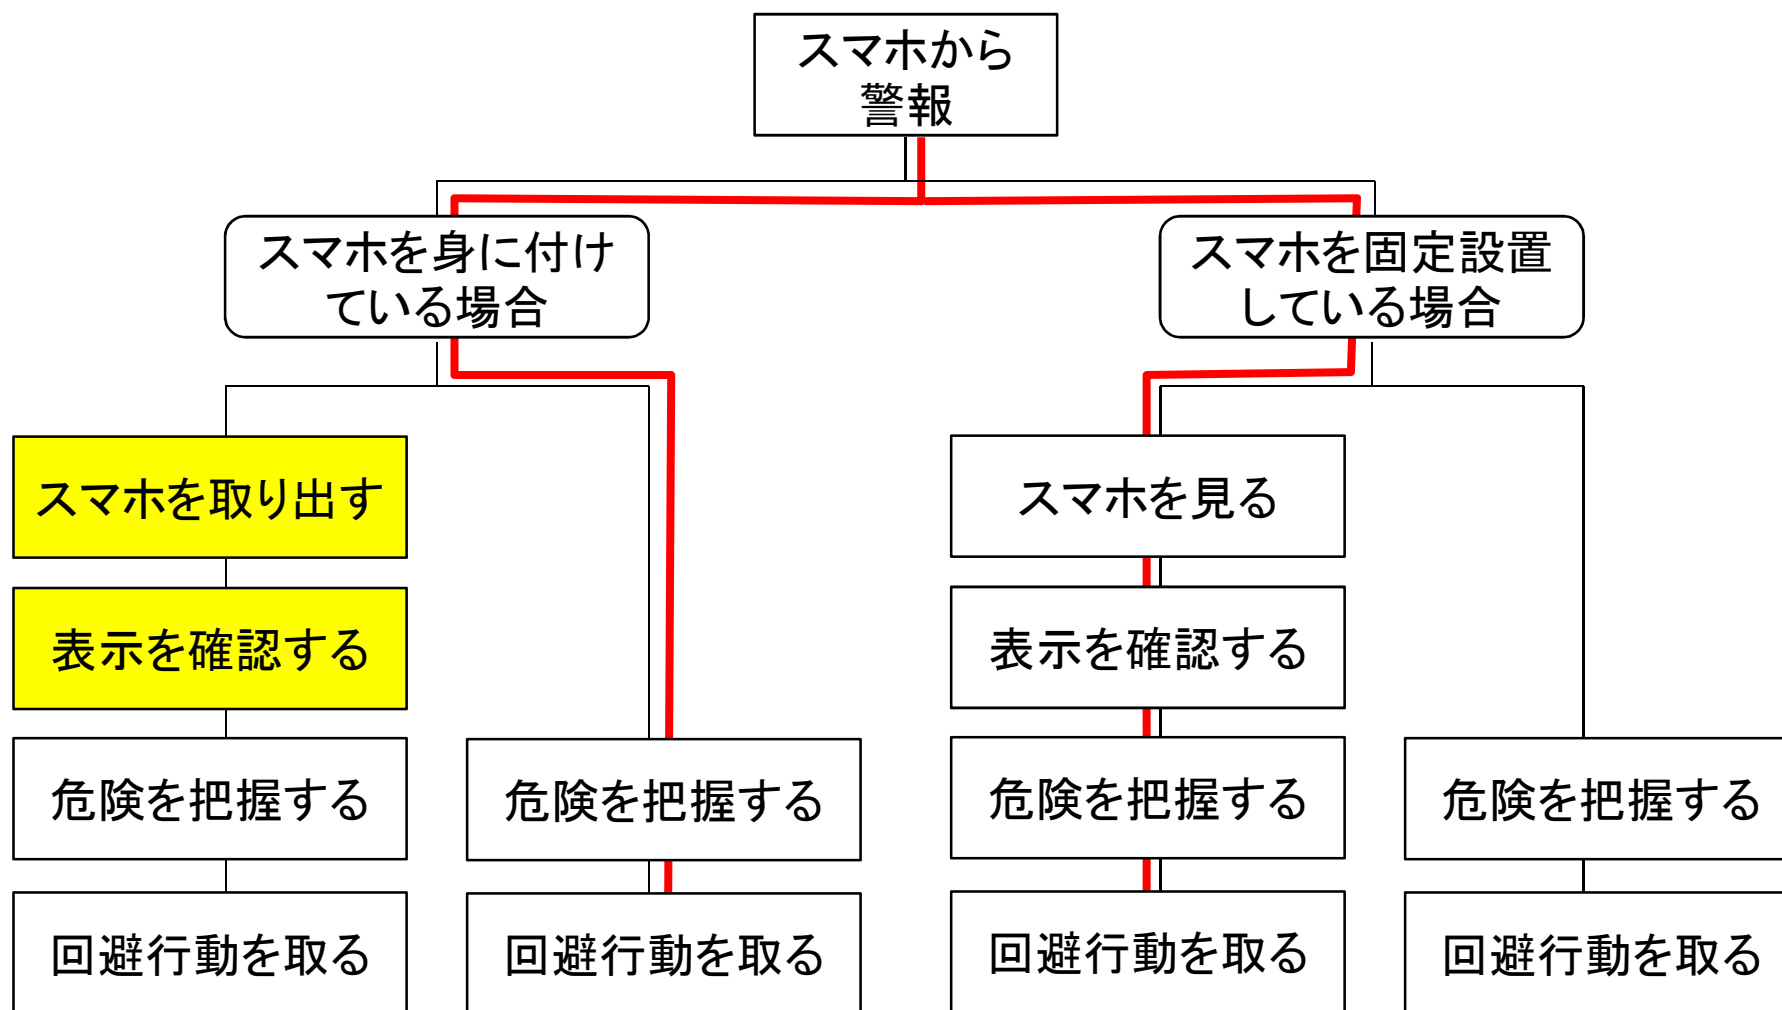 スマホから
警報
スマホを身に付け
ている場合
スマホを固定設置
している場合
スマホを取り出す
表示を確認する
危険を把握する
回避行動を取る
危険を把握する
回避行動を取る
スマホを見る
表示を確認する
危険を把握する
回避行動を取る
危険を把握する
回避行動を取る